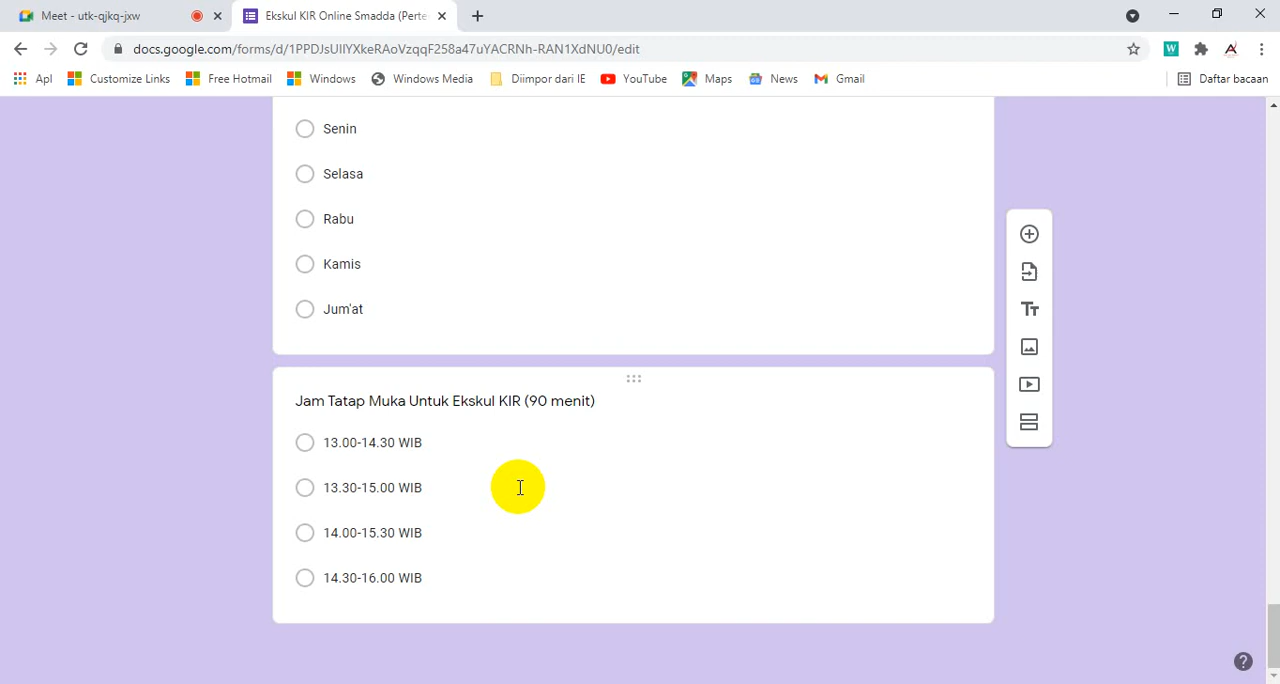 Meet - utk-qjkq-jxw
Ekskul KIR Online Smadda (Perte
docs.google.com/forms/d/1PPDJsUIIYXkeRAoVzqqF258a47uYACRNh-RAN1XdNU0/edit
Apl Customize Links Free Hotmail Windows Windows Media Diimpor dari IE YouTube Maps News Gmail Daftar bacaan
Senin
Selasa
Rabu
Kamis
Jum'at
Jam Tatap Muka Untuk Ekskul KIR (90 menit)
13.00-14.30 WIB
13.30-15.00 WIB
14.00-15.30 WIB
14.30-16.00 WIB